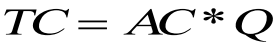 TC = AC * Q